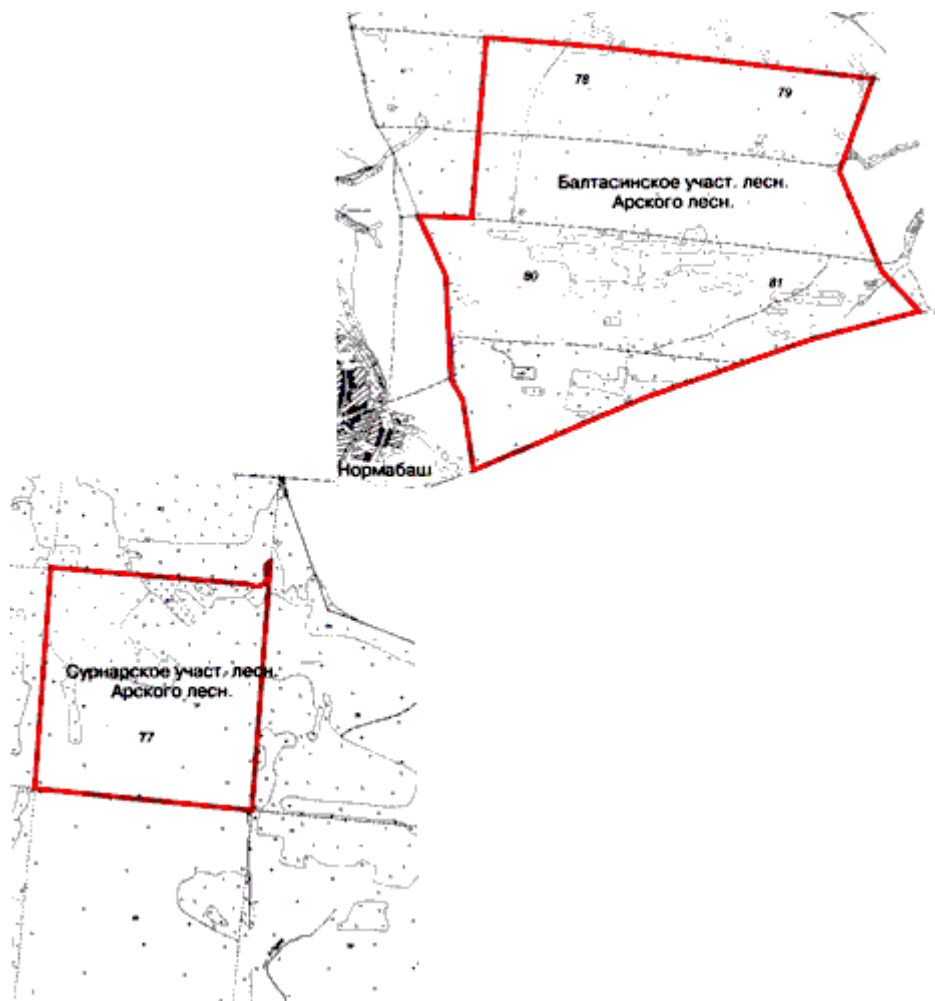 78
79
Балтасинское участ. лесн.
Арского лесн.
80
81
Нормабаш
Сурнарское участ. лесн.
Арского лесн.
77